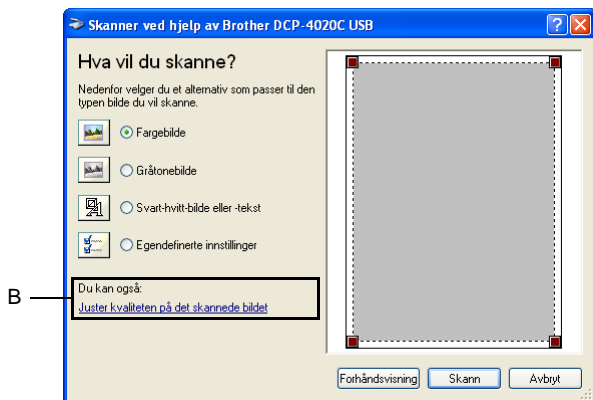 Skanner ved hjelp av Brother DCP-4020C USB
Hva vil du skanne?
Nedenfor velger du et alternativ som passer til den
typen bilde du vil skanne.
Fargebilde
Gråtonebilde
Svart-hvitt-bilde eller -tekst
Egendefinerte innstillinger
B
Du kan også:
Juster kvaliteten på det skannede bildet
Forhåndsvisning Skann Avbryt